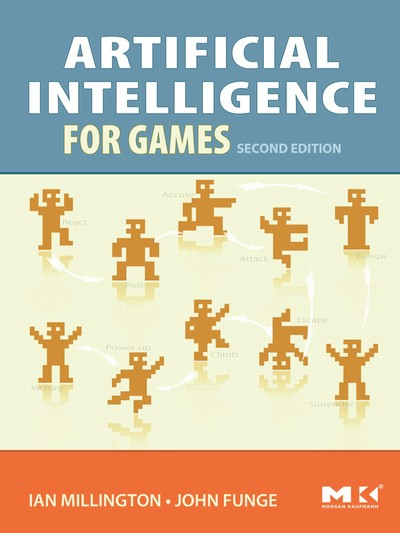 ARTIFICIAL
INTELLIGENCE
FOR GAMES SECOND EDITION
Accuse
React
Attack
Freeze
Hide
Escape
Power-up
Climb
Victory
Surrender
IAN MILLINGTON • JOHN FUNGE
MK
MORGAN KAUFMANN